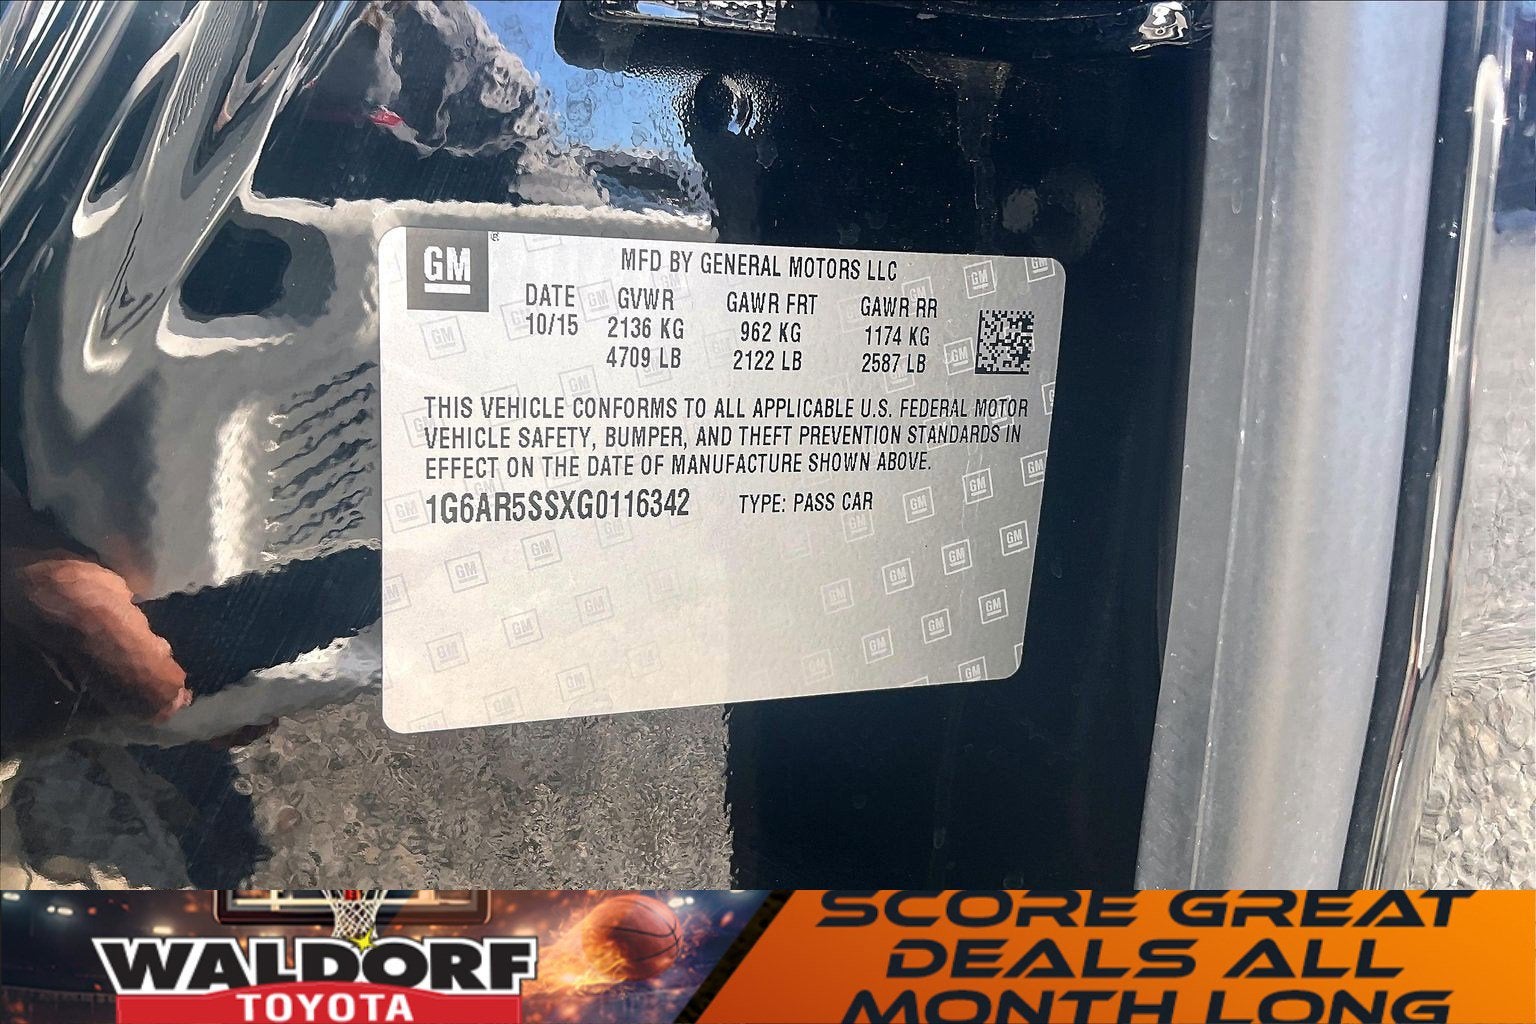 GM
MFD BY GENERAL MOTORS LLC
DATE GVWR GAWR FRT GAWR RR
10/15 2136 KG 962 KG 1174 KG
4709 LB 2122 LB 2587 LB
THIS VEHICLE CONFORMS TO ALL APPLICABLE U.S. FEDERAL MOTOR
VEHICLE SAFETY, BUMPER, AND THEFT PREVENTION STANDARDS IN
EFFECT ON THE DATE OF MANUFACTURE SHOWN ABOVE.
1G6AR5SSXG0116342 TYPE: PASS CAR
WALDORF
TOYOTA
SCORE GREAT
DEALS ALL
MONTH LONG